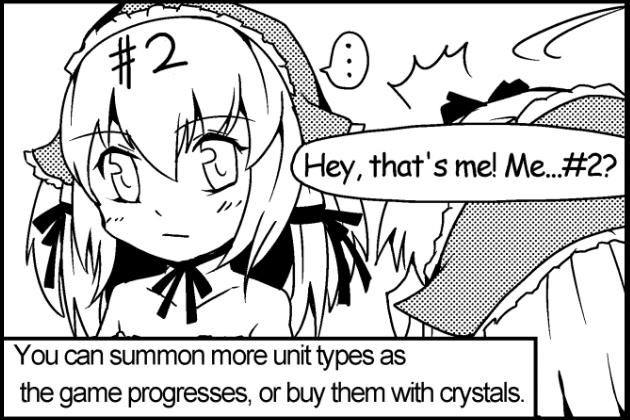 #2
...
Hey, that's me! Me...#2?
You can summon more unit types as
the game progresses, or buy them with crystals.